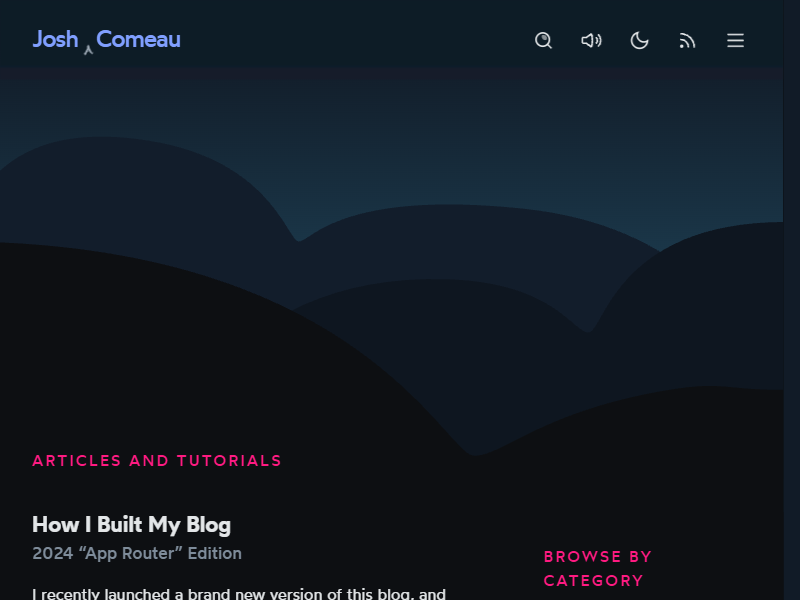 Josh Comeau
ARTICLES AND TUTORIALS
How I Built My Blog
2024 “App Router” Edition
I recently launched a brand new version of this blog, and
BROWSE BY
CATEGORY